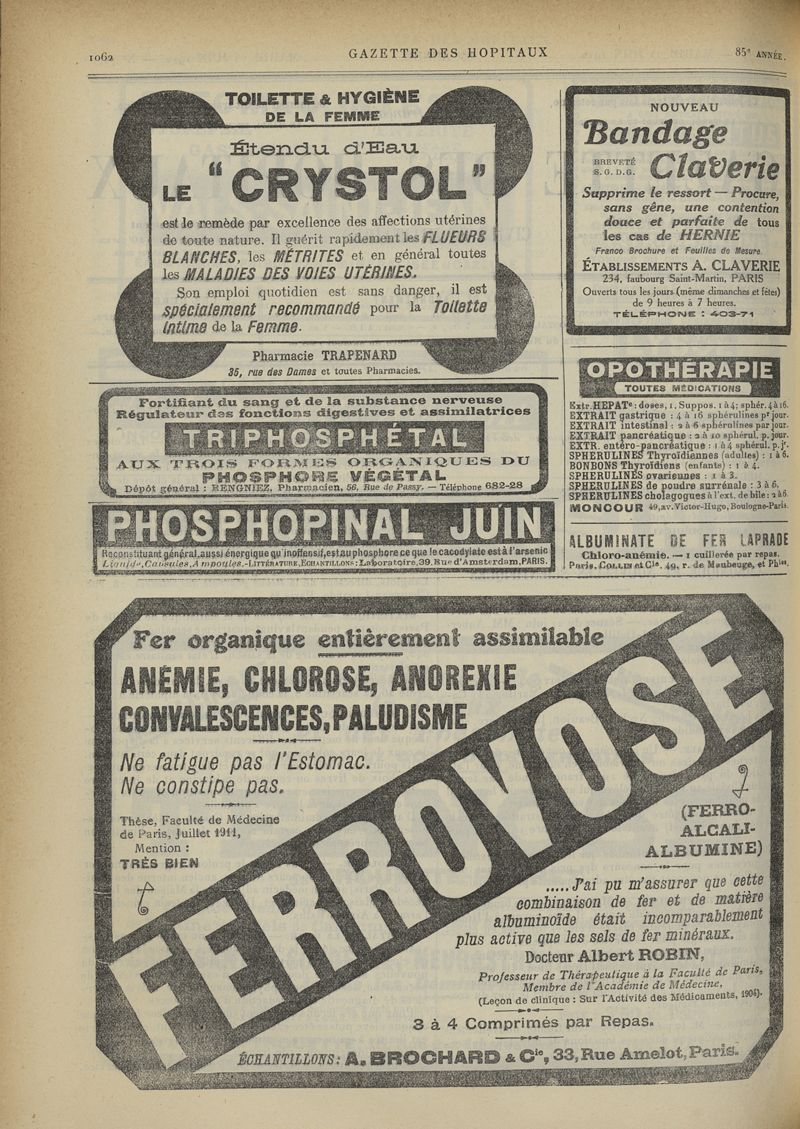 1062
GAZETTE DES HOPITAUX
85e ANNÉE.
TOILETTE & HYGIÈNE
DE LA FEMME
Étendu d'Eau
LE "CRYSTOL"
est le remède par excellence des affections utérines
de toute nature. Il guérit rapidement les FLUEURS
BLANCHES, les MÉTRITES et en général toutes
les MALADIES DES VOIES UTÉRINES.
Son emploi quotidien est sans danger, il est
spécialement recommandé pour la Toilette
Intime de la Femme.
Pharmacie TRAPENARD
35, rue des Dames et toutes Pharmacies.
NOUVEAU
Bandage
BREVETÉ
S. G. D. G.
Claverie
Supprime le ressort — Procure,
sans gêne, une contention
douce et parfaite de tous
les cas de HERNIE
Franco Brochure et Feuilles de Mesure.
ÉTABLISSEMENTS A. CLAVERIE
234, faubourg Saint-Martin, PARIS
Ouverts tous les jours (même dimanches et fêtes)
de 9 heures à 7 heures.
TÉLÉPHONE : 403-71
Fortifiant du sang et de la substance nerveuse
Régulateur des fonctions digestives et assimilatrices
TRIPHOSPHÉTAL
AUX TROIS FORMES ORGANIQUES DU
PHOSPHORE VÉGÉTAL
Dépôt général : RENGNIEZ, Pharmacien, 56, Rue de Passy. — Téléphone 682-28
PHOSPHOPINAL JUIN
Reconstituant général, aussi énergique qu'inoffensif, est au phosphore ce que le cacodylate est à l'arsenic
Liquide, Capsules, Ampoules.-LITTÉRATURE, ECHANTILLONS: Laboratoire, 39, Rue d'Amsterdam, PARIS.
OPOTHÉRAPIE
TOUTES MÉDICATIONS
Extr. HEPATe : doses, 1. Suppos. 1 à 4; sphér. 4 à 16.
EXTRAIT gastrique : 4 à 16 sphérulines pr jour.
EXTRAIT intestinal : 2 à 6 sphérulines par jour.
EXTRAIT pancréatique : 2 à 10 sphérul. p. jour.
EXTR. entéro-pancréatique : 1 à 4 sphérul. p. jr.
SPHERULINES Thyroïdiennes (adultes) : 1 à 6.
BONBONS Thyroïdiens (enfants) : 1 à 4.
SPHERULINES ovariennes : 1 à 3.
SPHERULINES de poudre surrénale : 3 à 6.
SPHERULINES cholagogues à l'ext. de bile: 2 à 6.
MONCOUR 49, av. Victor-Hugo, Boulogne-Paris.
ALBUMINATE DE FER LAPRADE
Chloro-anémie. — 1 cuillerée par repas.
Paris. COLLIN et Cie. 49, r. de Maubeuge, et Phies.
Fer organique entièrement assimilable
ANÉMIE, CHLOROSE, ANOREXIE
CONVALESCENCES, PALUDISME
Ne fatigue pas l'Estomac.
Ne constipe pas.
Thèse, Faculté de Médecine
de Paris, Juillet 1911,
Mention :
TRÈS BIEN
FERROVOSE
(FERRO-
ALCALI-
ALBUMINE)
..... J'ai pu m'assurer que cette
combinaison de fer et de matière
albuminoïde était incomparablement
plus active que les sels de fer minéraux.
Docteur Albert ROBIN,
Professeur de Thérapeutique à la Faculté de Paris,
Membre de l'Académie de Médecine,
(Leçon de clinique : Sur l'Activité des Médicaments, 1904).
3 à 4 Comprimés par Repas.
ÉCHANTILLONS: A. BROCHARD & Cie, 33, Rue Amelot, Paris.